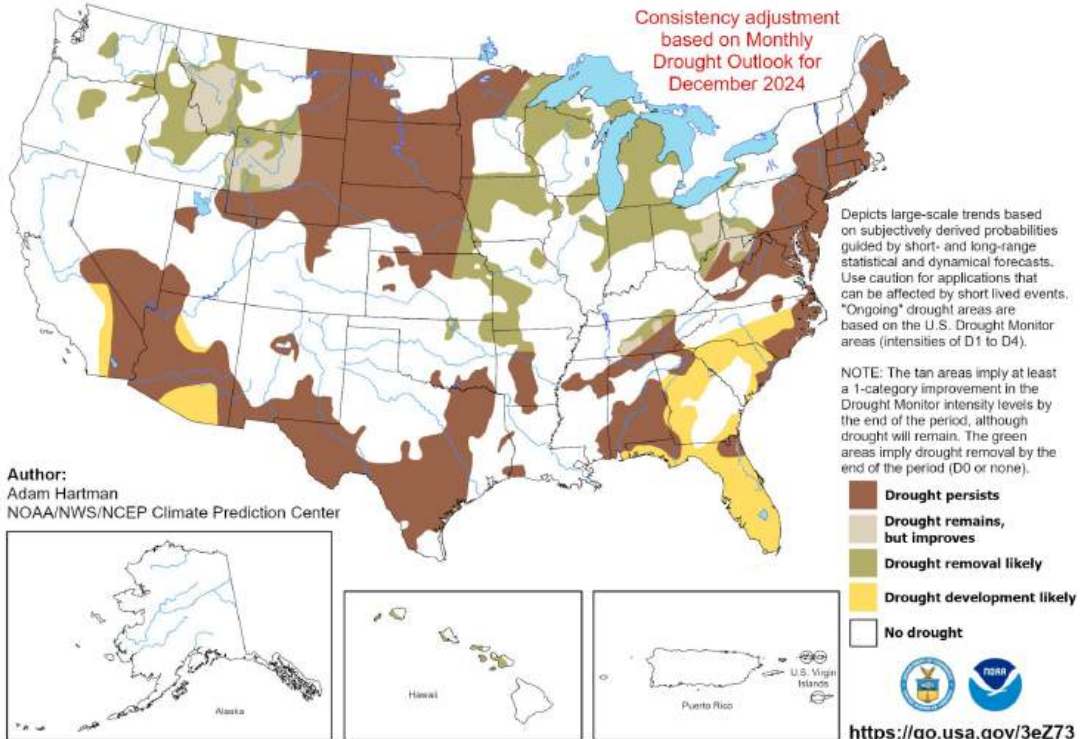 Consistency adjustment
based on Monthly
Drought Outlook for
December 2024
Depicts large-scale trends based
on subjectively derived probabilities
guided by short- and long-range
statistical and dynamical forecasts.
Use caution for applications that
can be affected by short lived events.
"Ongoing" drought areas are
based on the U.S. Drought Monitor
areas (intensities of D1 to D4).
NOTE: The tan areas imply at least
a 1-category improvement in the
Drought Monitor intensity levels by
the end of the period, although
drought will remain. The green
areas imply drought removal by the
end of the period (D0 or none).
Author:
Adam Hartman
NOAA/NWS/NCEP Climate Prediction Center
Drought persists
Drought remains,
but improves
Drought removal likely
Drought development likely
No drought
Alaska
Hawaii
Puerto Rico
U.S. Virgin
Islands
NOAA
https://go.usa.gov/3eZ73